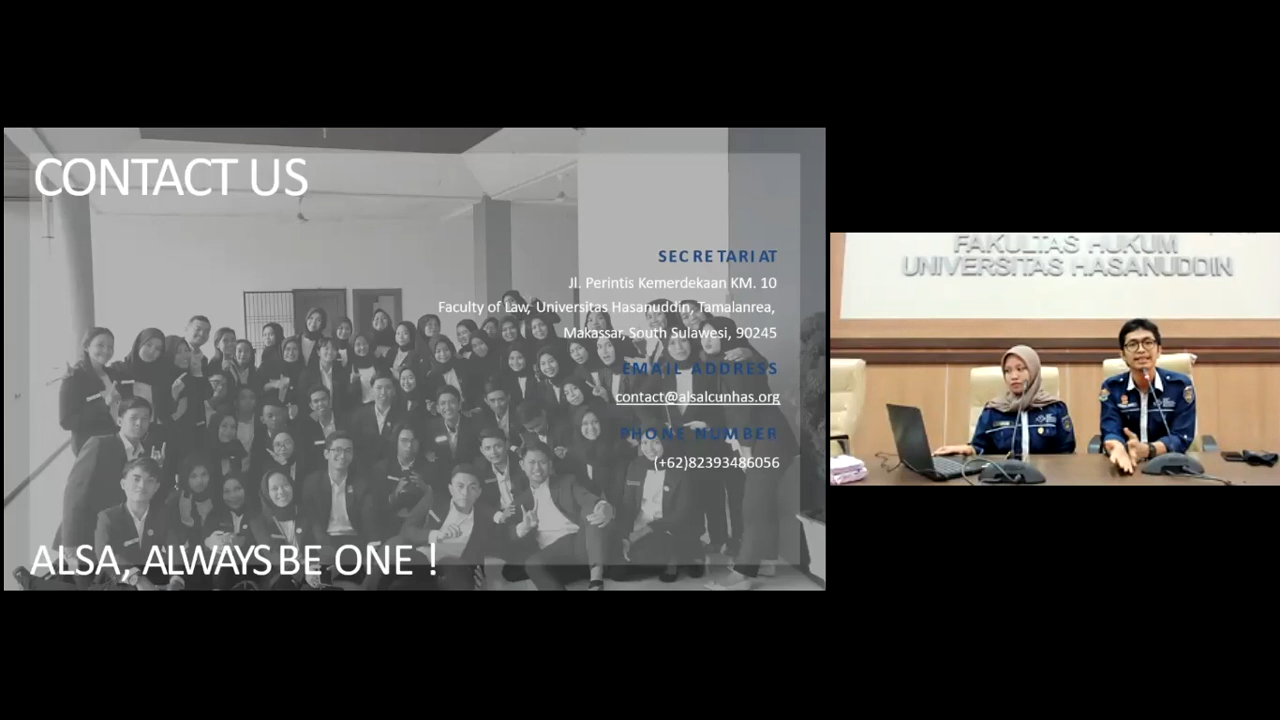 CONTACT US
SECRETARIAT
Jl. Perintis Kemerdekaan KM. 10
Faculty of Law, Universitas Hasanuddin, Tamalanrea,
Makassar, South Sulawesi, 90245
EMAIL ADDRESS
contact@alsalcunhas.org
PHONE NUMBER
(+62)82393486056
ALSA, ALWAYS BE ONE !
FAKULTAS HUKUM
UNIVERSITAS HASANUDDIN